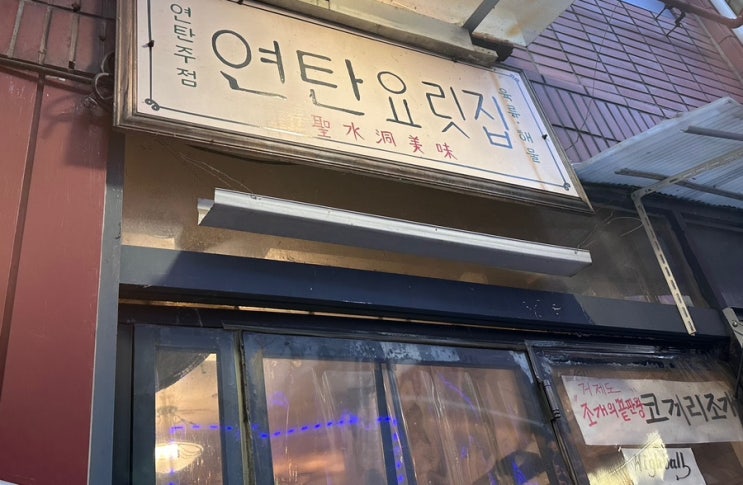 연탄주점
연탄요릿집
육류·해물
聖水洞美味
거제도
조개의끝판왕
코끼리조개
Highball